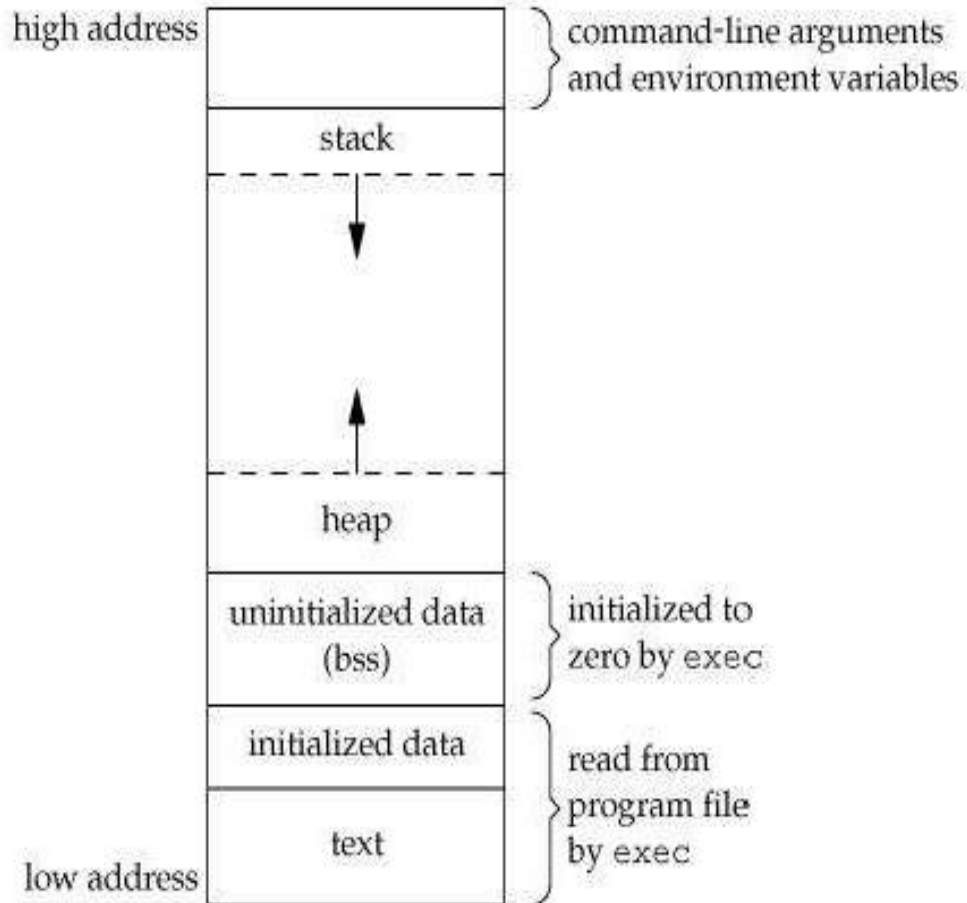 high address
command-line arguments
and environment variables
stack
heap
uninitialized data
(bss)
initialized to
zero by exec
initialized data
read from
program file
by exec
text
low address